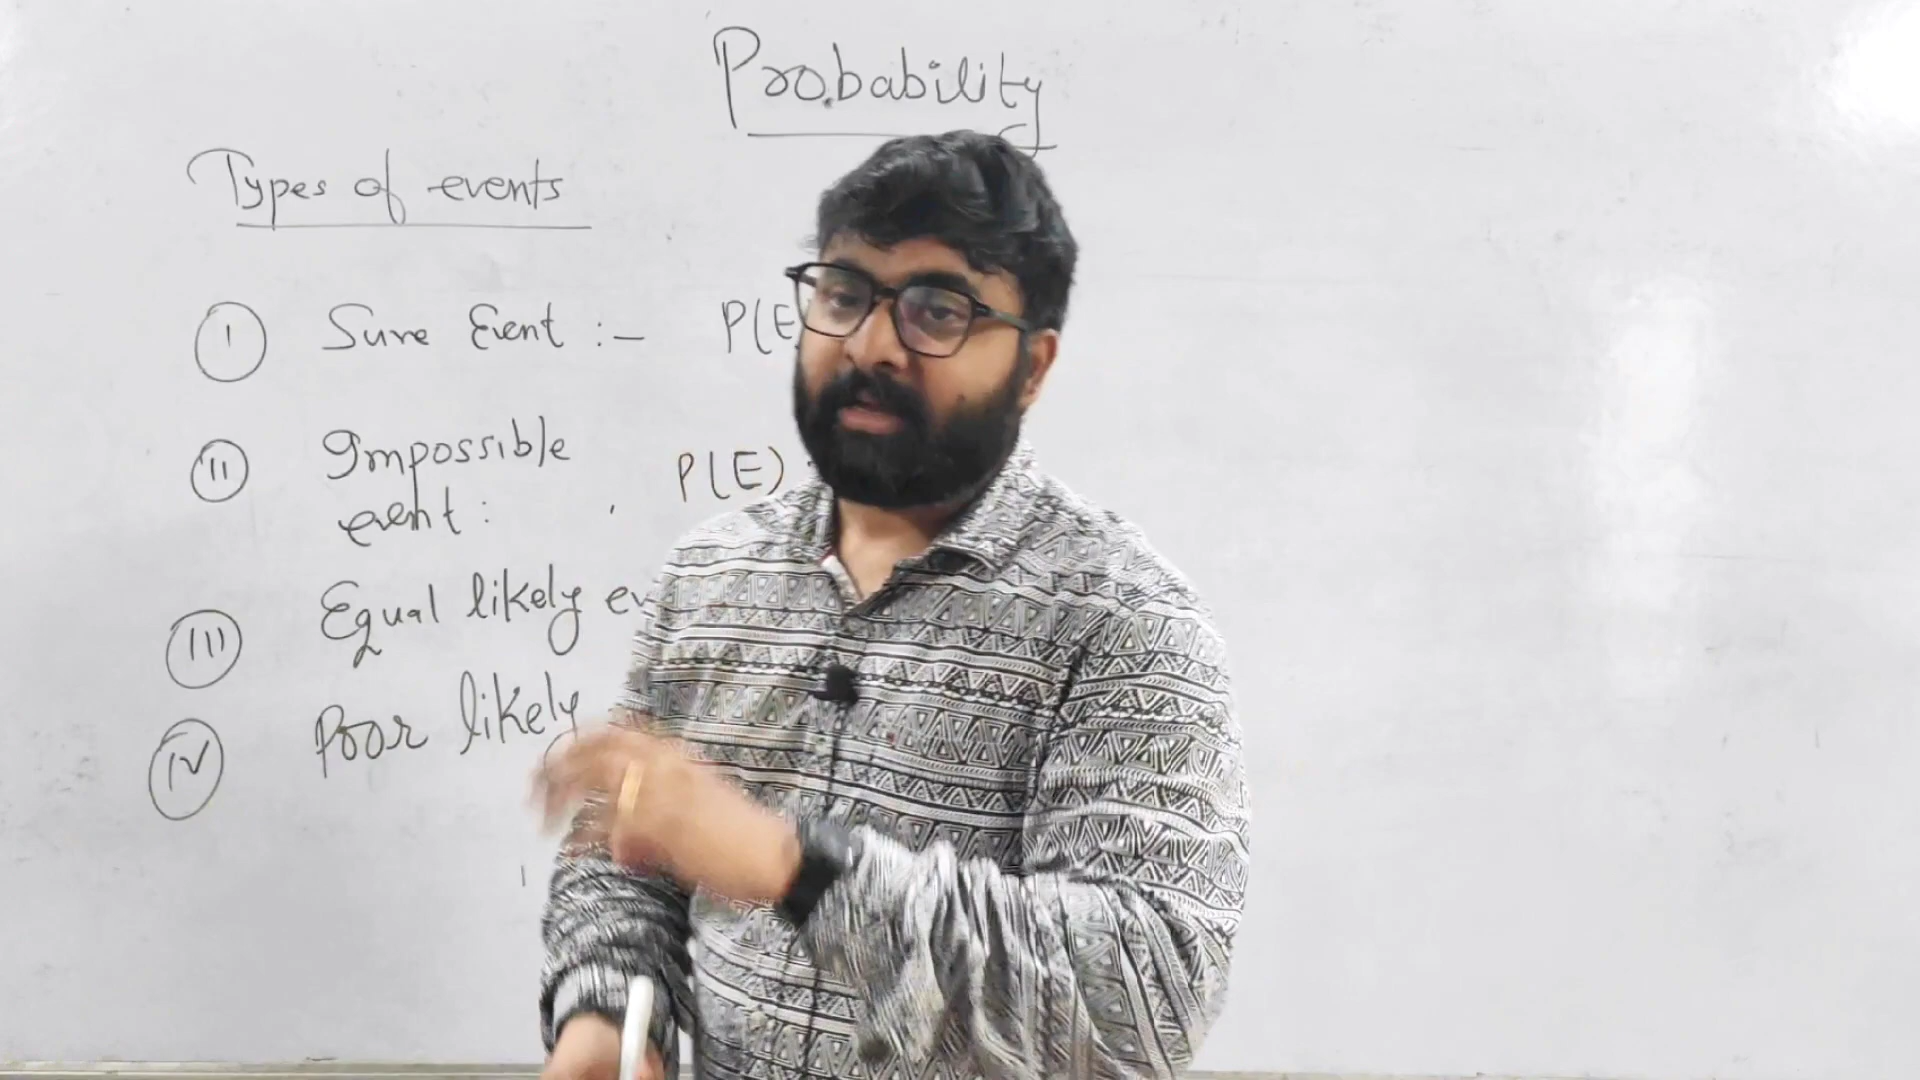 Probability
Types of events
I Sure Event :- P(E
II Impossible P(E)
event :
III Equal likely ev
IV Poor likely